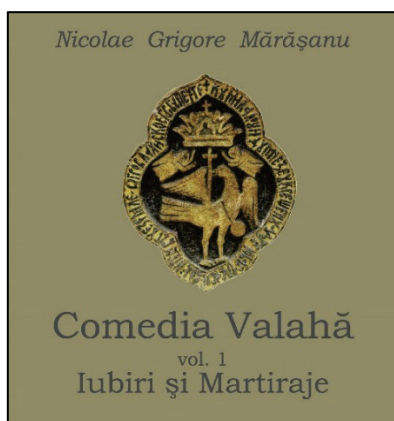 Nicolae Grigore Mărăşanu
Comedia Valahă
vol. 1
Iubiri şi Martiraje